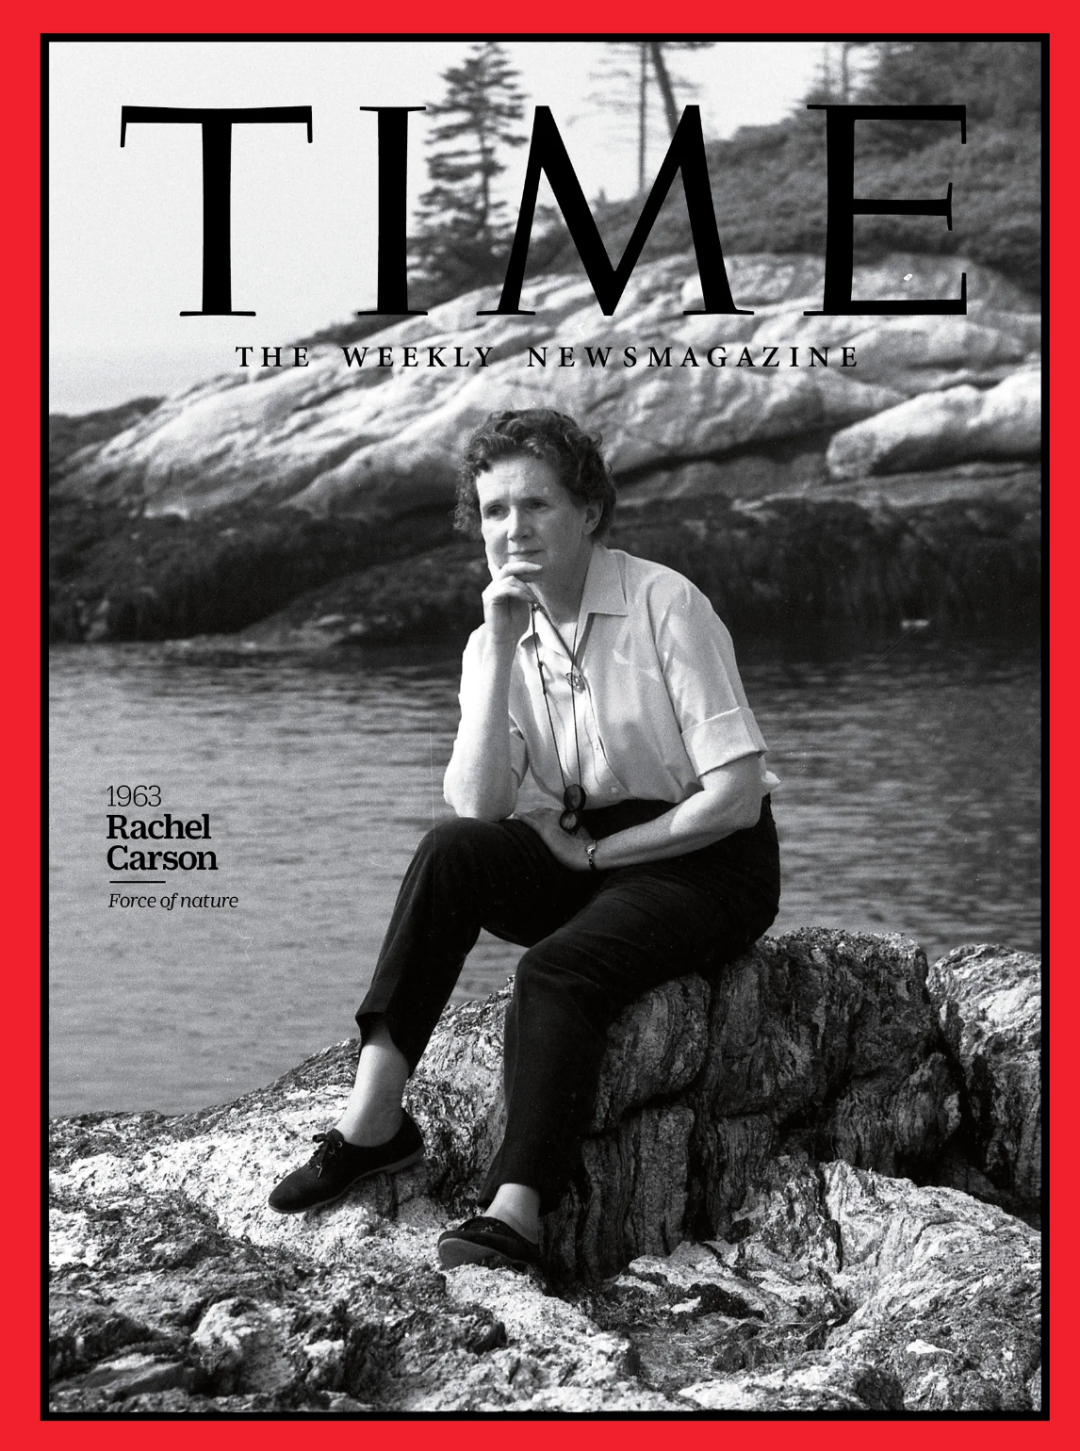 TIME
THE WEEKLY NEWSMAGAZINE
1963
Rachel
Carson
Force of nature